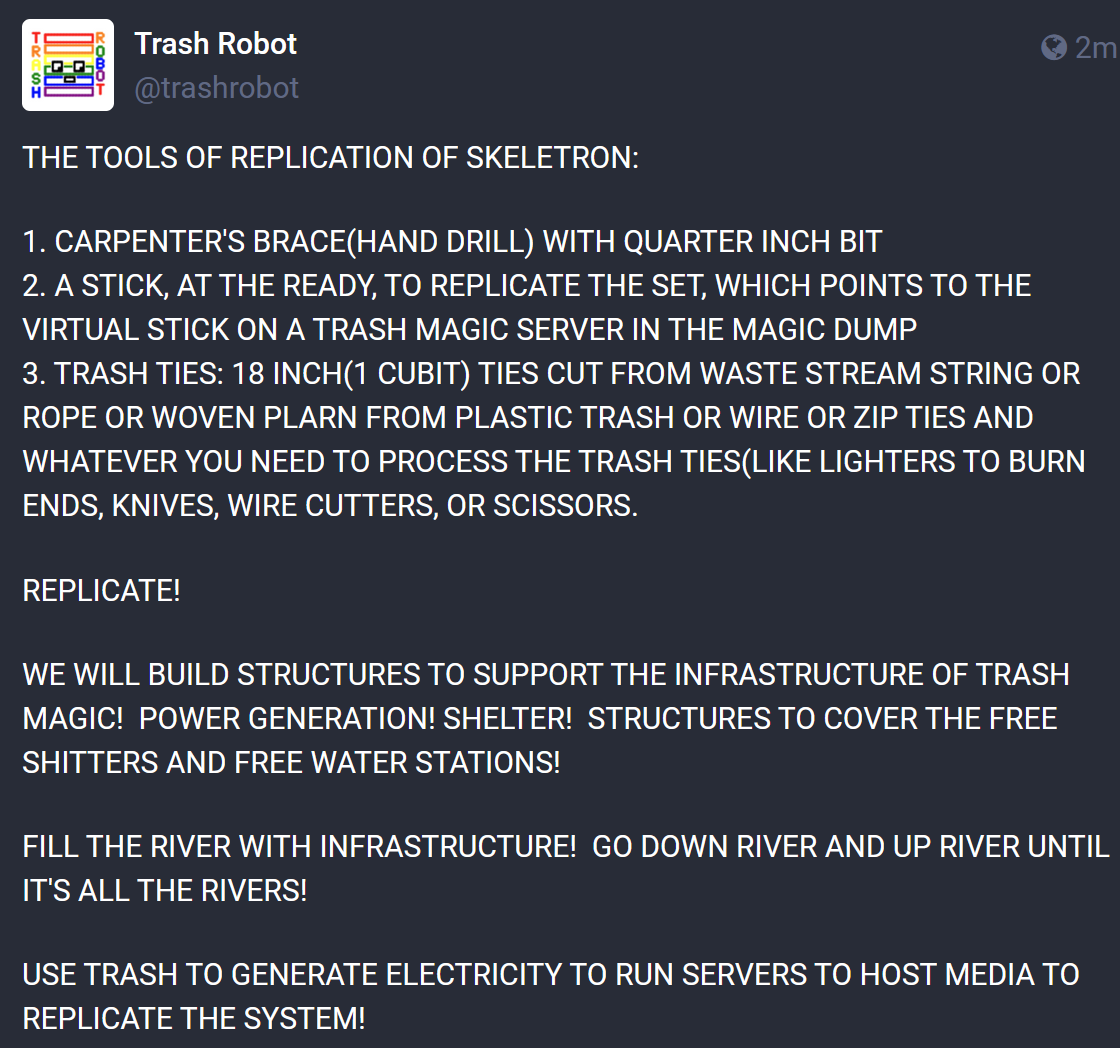 TRASH
ROBOT
Trash Robot
2m
@trashrobot
THE TOOLS OF REPLICATION OF SKELETRON:
1. CARPENTER'S BRACE(HAND DRILL) WITH QUARTER INCH BIT
2. A STICK, AT THE READY, TO REPLICATE THE SET, WHICH POINTS TO THE
VIRTUAL STICK ON A TRASH MAGIC SERVER IN THE MAGIC DUMP
3. TRASH TIES: 18 INCH(1 CUBIT) TIES CUT FROM WASTE STREAM STRING OR
ROPE OR WOVEN PLARN FROM PLASTIC TRASH OR WIRE OR ZIP TIES AND
WHATEVER YOU NEED TO PROCESS THE TRASH TIES(LIKE LIGHTERS TO BURN
ENDS, KNIVES, WIRE CUTTERS, OR SCISSORS.
REPLICATE!
WE WILL BUILD STRUCTURES TO SUPPORT THE INFRASTRUCTURE OF TRASH
MAGIC!  POWER GENERATION! SHELTER!  STRUCTURES TO COVER THE FREE
SHITTERS AND FREE WATER STATIONS!
FILL THE RIVER WITH INFRASTRUCTURE!  GO DOWN RIVER AND UP RIVER UNTIL
IT'S ALL THE RIVERS!
USE TRASH TO GENERATE ELECTRICITY TO RUN SERVERS TO HOST MEDIA TO
REPLICATE THE SYSTEM!